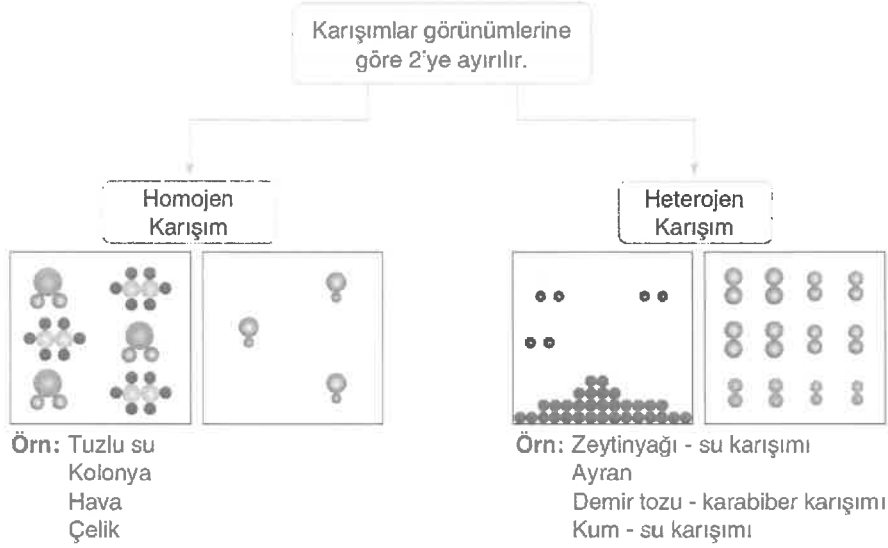 Karışımlar görünümlerine
göre 2'ye ayırılır.
Homojen
Karışım
Heterojen
Karışım
Örn: Tuzlu su
Kolonya
Hava
Çelik
Örn: Zeytinyağı - su karışımı
Ayran
Demir tozu - karabiber karışımı
Kum - su karışımı